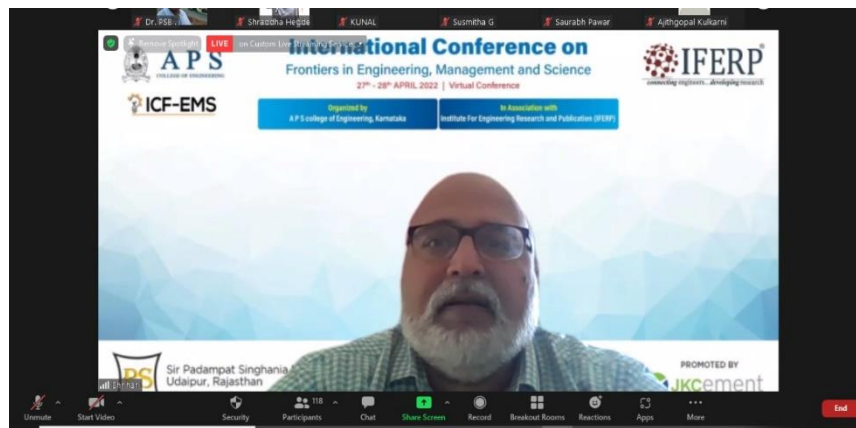 Dr. PSB
Shraddha Hegde
KUNAL
Susmitha G
Saurabh Pawar
Ajithgopal Kulkarni
Remove Spotlight
LIVE
on Custom Live Streaming Service
International Conference on
Frontiers in Engineering, Management and Science
27th - 28th APRIL 2022 | Virtual Conference
APS
COLLEGE OF ENGINEERING
IFERP
connecting engineers...developing research
ICF-EMS
Organized by
A P S college of Engineering, Karnataka
In Association with
Institute For Engineering Research and Publication (IFERP)
Sir Padampat Singhania
Udaipur, Rajasthan
PS
PROMOTED BY
JKcement
Unmute
Start Video
Security
118
Participants
Chat
Share Screen
Record
Breakout Rooms
Reactions
Apps
More
End